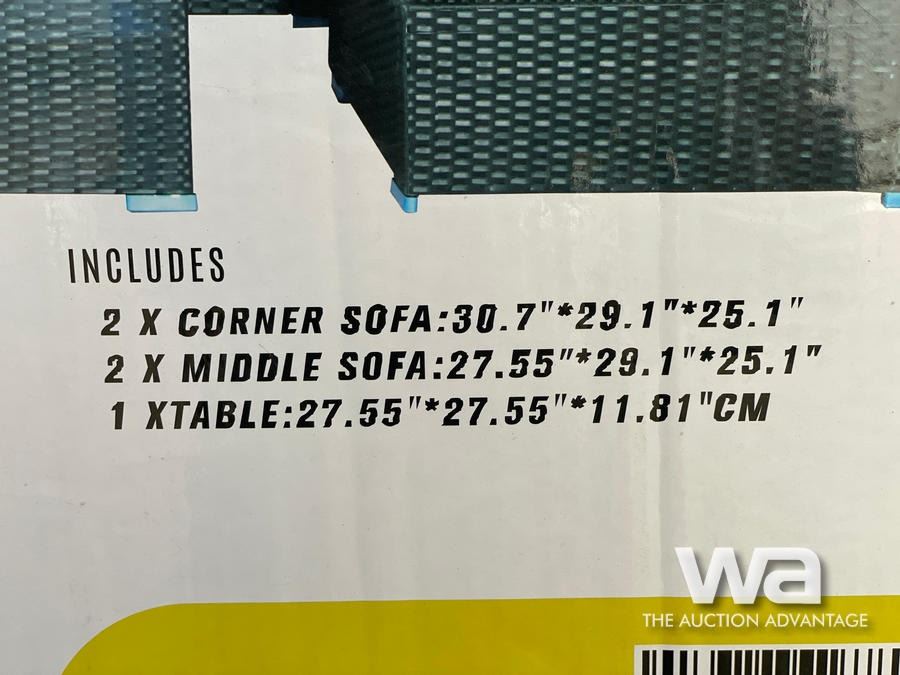 INCLUDES
2 X CORNER SOFA:30.7"*29.1"*25.1"
2 X MIDDLE SOFA:27.55"*29.1"*25.1"
1 XTABLE:27.55"*27.55"*11.81"CM
wa
THE AUCTION ADVANTAGE